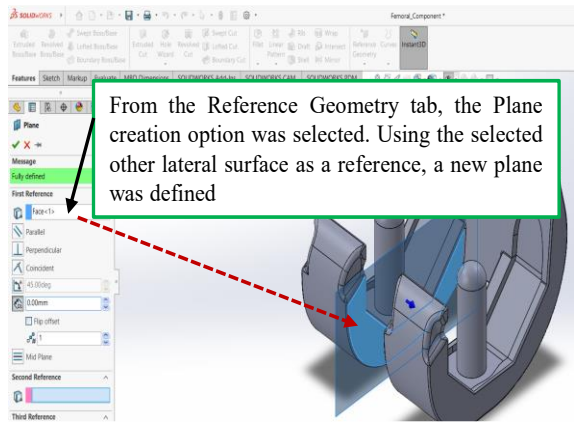 SOLIDWORKS
Femoral_Component *
Extruded Boss/Base
Revolved Boss/Base
Swept Boss/Base
Lofted Boss/Base
Boundary Boss/Base
Extruded Cut
Hole Wizard
Revolved Cut
Swept Cut
Lofted Cut
Boundary Cut
Fillet
Linear Pattern
Rib
Draft
Shell
Wrap
Intersect
Mirror
Reference Geometry
Curves
Instant3D
Features
Sketch
Markup
Evaluate
MBD Dimensions
SOLIDWORKS Add-Ins
SOLIDWORKS CAM
SOLIDWORKS PDM
From the Reference Geometry tab, the Plane
creation option was selected. Using the selected
other lateral surface as a reference, a new plane
was defined
Plane
Message
Fully defined
First Reference
Face<1>
Parallel
Perpendicular
Coincident
45.00deg
0.00mm
Flip offset
1
Mid Plane
Second Reference
Third Reference